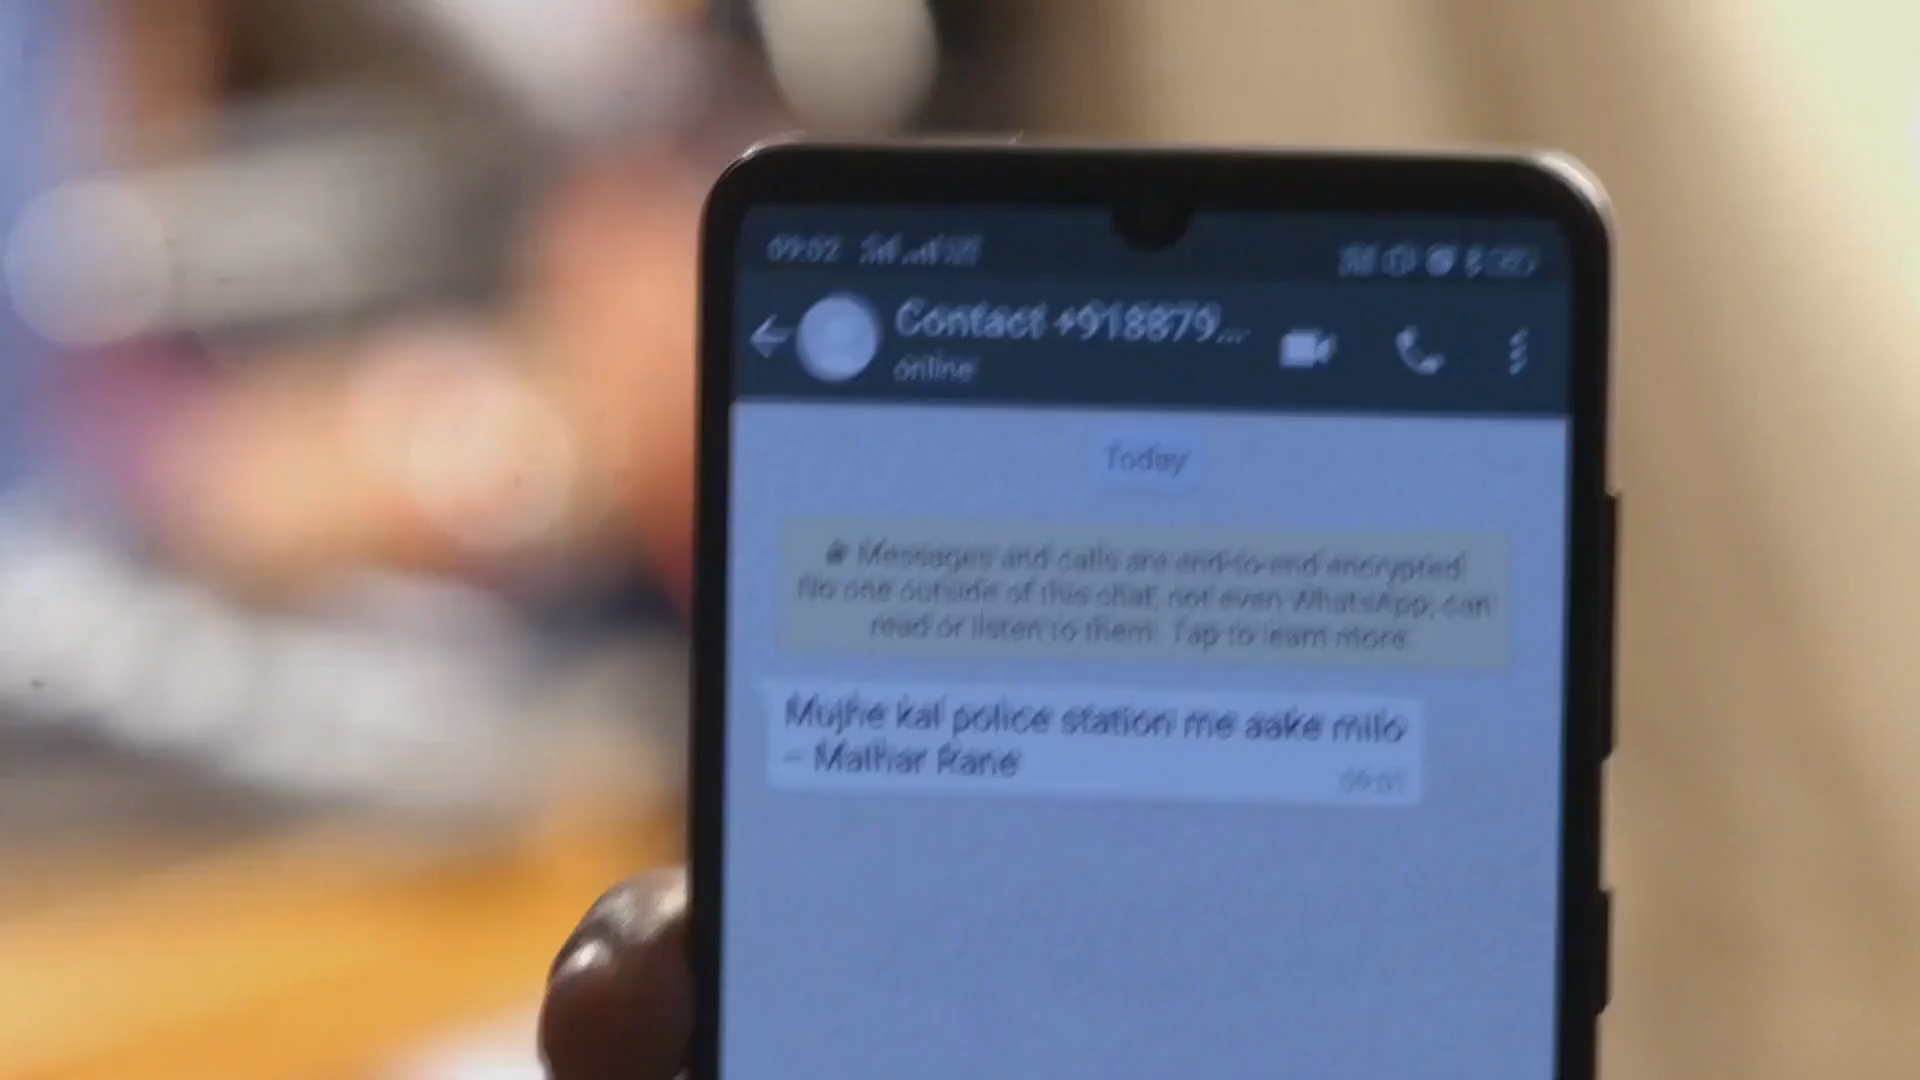 09:02
Contact +918879...
online
Today
Messages and calls are end-to-end encrypted.
No one outside of this chat, not even WhatsApp, can
read or listen to them. Tap to learn more
Mujhe kal police station me aake milo
– Malhar Rane